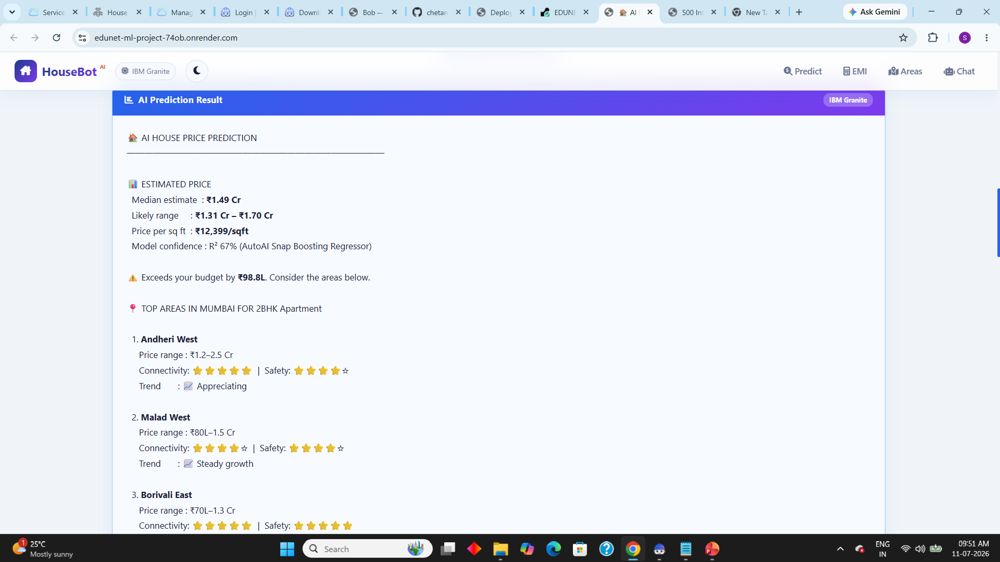 Service
House
Manag
Login |
Downl
Bob —
chetan
Deploy
EDUNE
AI
500 Int
New Ta
Ask Gemini
edunet-ml-project-74ob.onrender.com
S
HouseBot AI
IBM Granite
Predict
EMI
Areas
Chat
AI Prediction Result
IBM Granite
AI HOUSE PRICE PREDICTION
ESTIMATED PRICE
Median estimate : ₹1.49 Cr
Likely range : ₹1.31 Cr – ₹1.70 Cr
Price per sq ft : ₹12,399/sqft
Model confidence : R² 67% (AutoAI Snap Boosting Regressor)
Exceeds your budget by ₹98.8L. Consider the areas below.
TOP AREAS IN MUMBAI FOR 2BHK Apartment
1. Andheri West
Price range : ₹1.2–2.5 Cr
Connectivity: ⭐⭐⭐⭐⭐ | Safety: ⭐⭐⭐⭐☆
Trend : 📈 Appreciating
2. Malad West
Price range : ₹80L–1.5 Cr
Connectivity: ⭐⭐⭐⭐☆ | Safety: ⭐⭐⭐⭐☆
Trend : 📈 Steady growth
3. Borivali East
Price range : ₹70L–1.3 Cr
Connectivity: ⭐⭐⭐⭐⭐ | Safety: ⭐⭐⭐⭐⭐
1
25°C
Mostly sunny
Search
ENG
IN
09:51 AM
11-07-2026